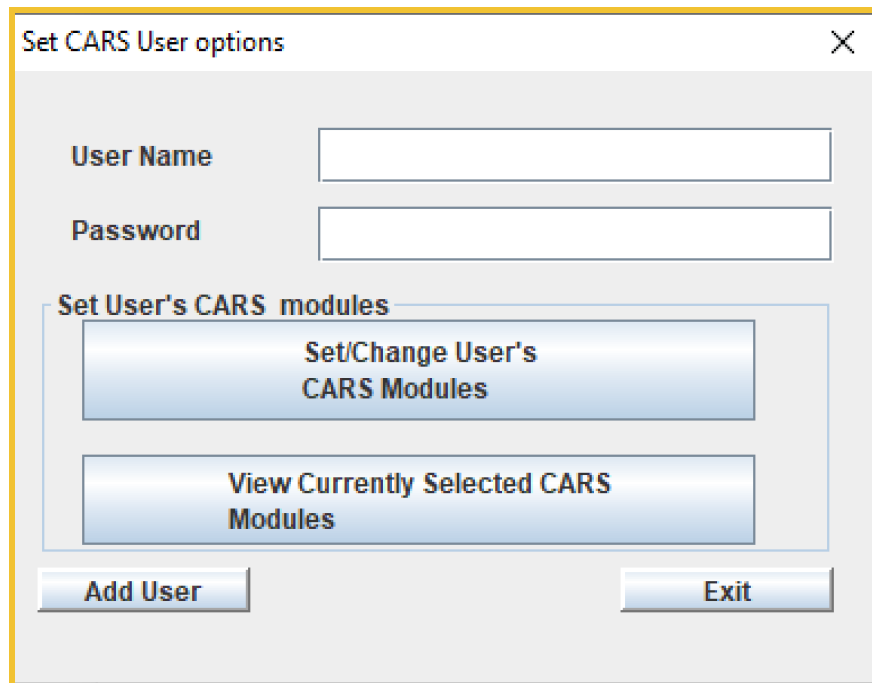 Set CARS User options
User Name
Password
Set User's CARS  modules
Set/Change User's
CARS Modules
View Currently Selected CARS
Modules
Add User
Exit